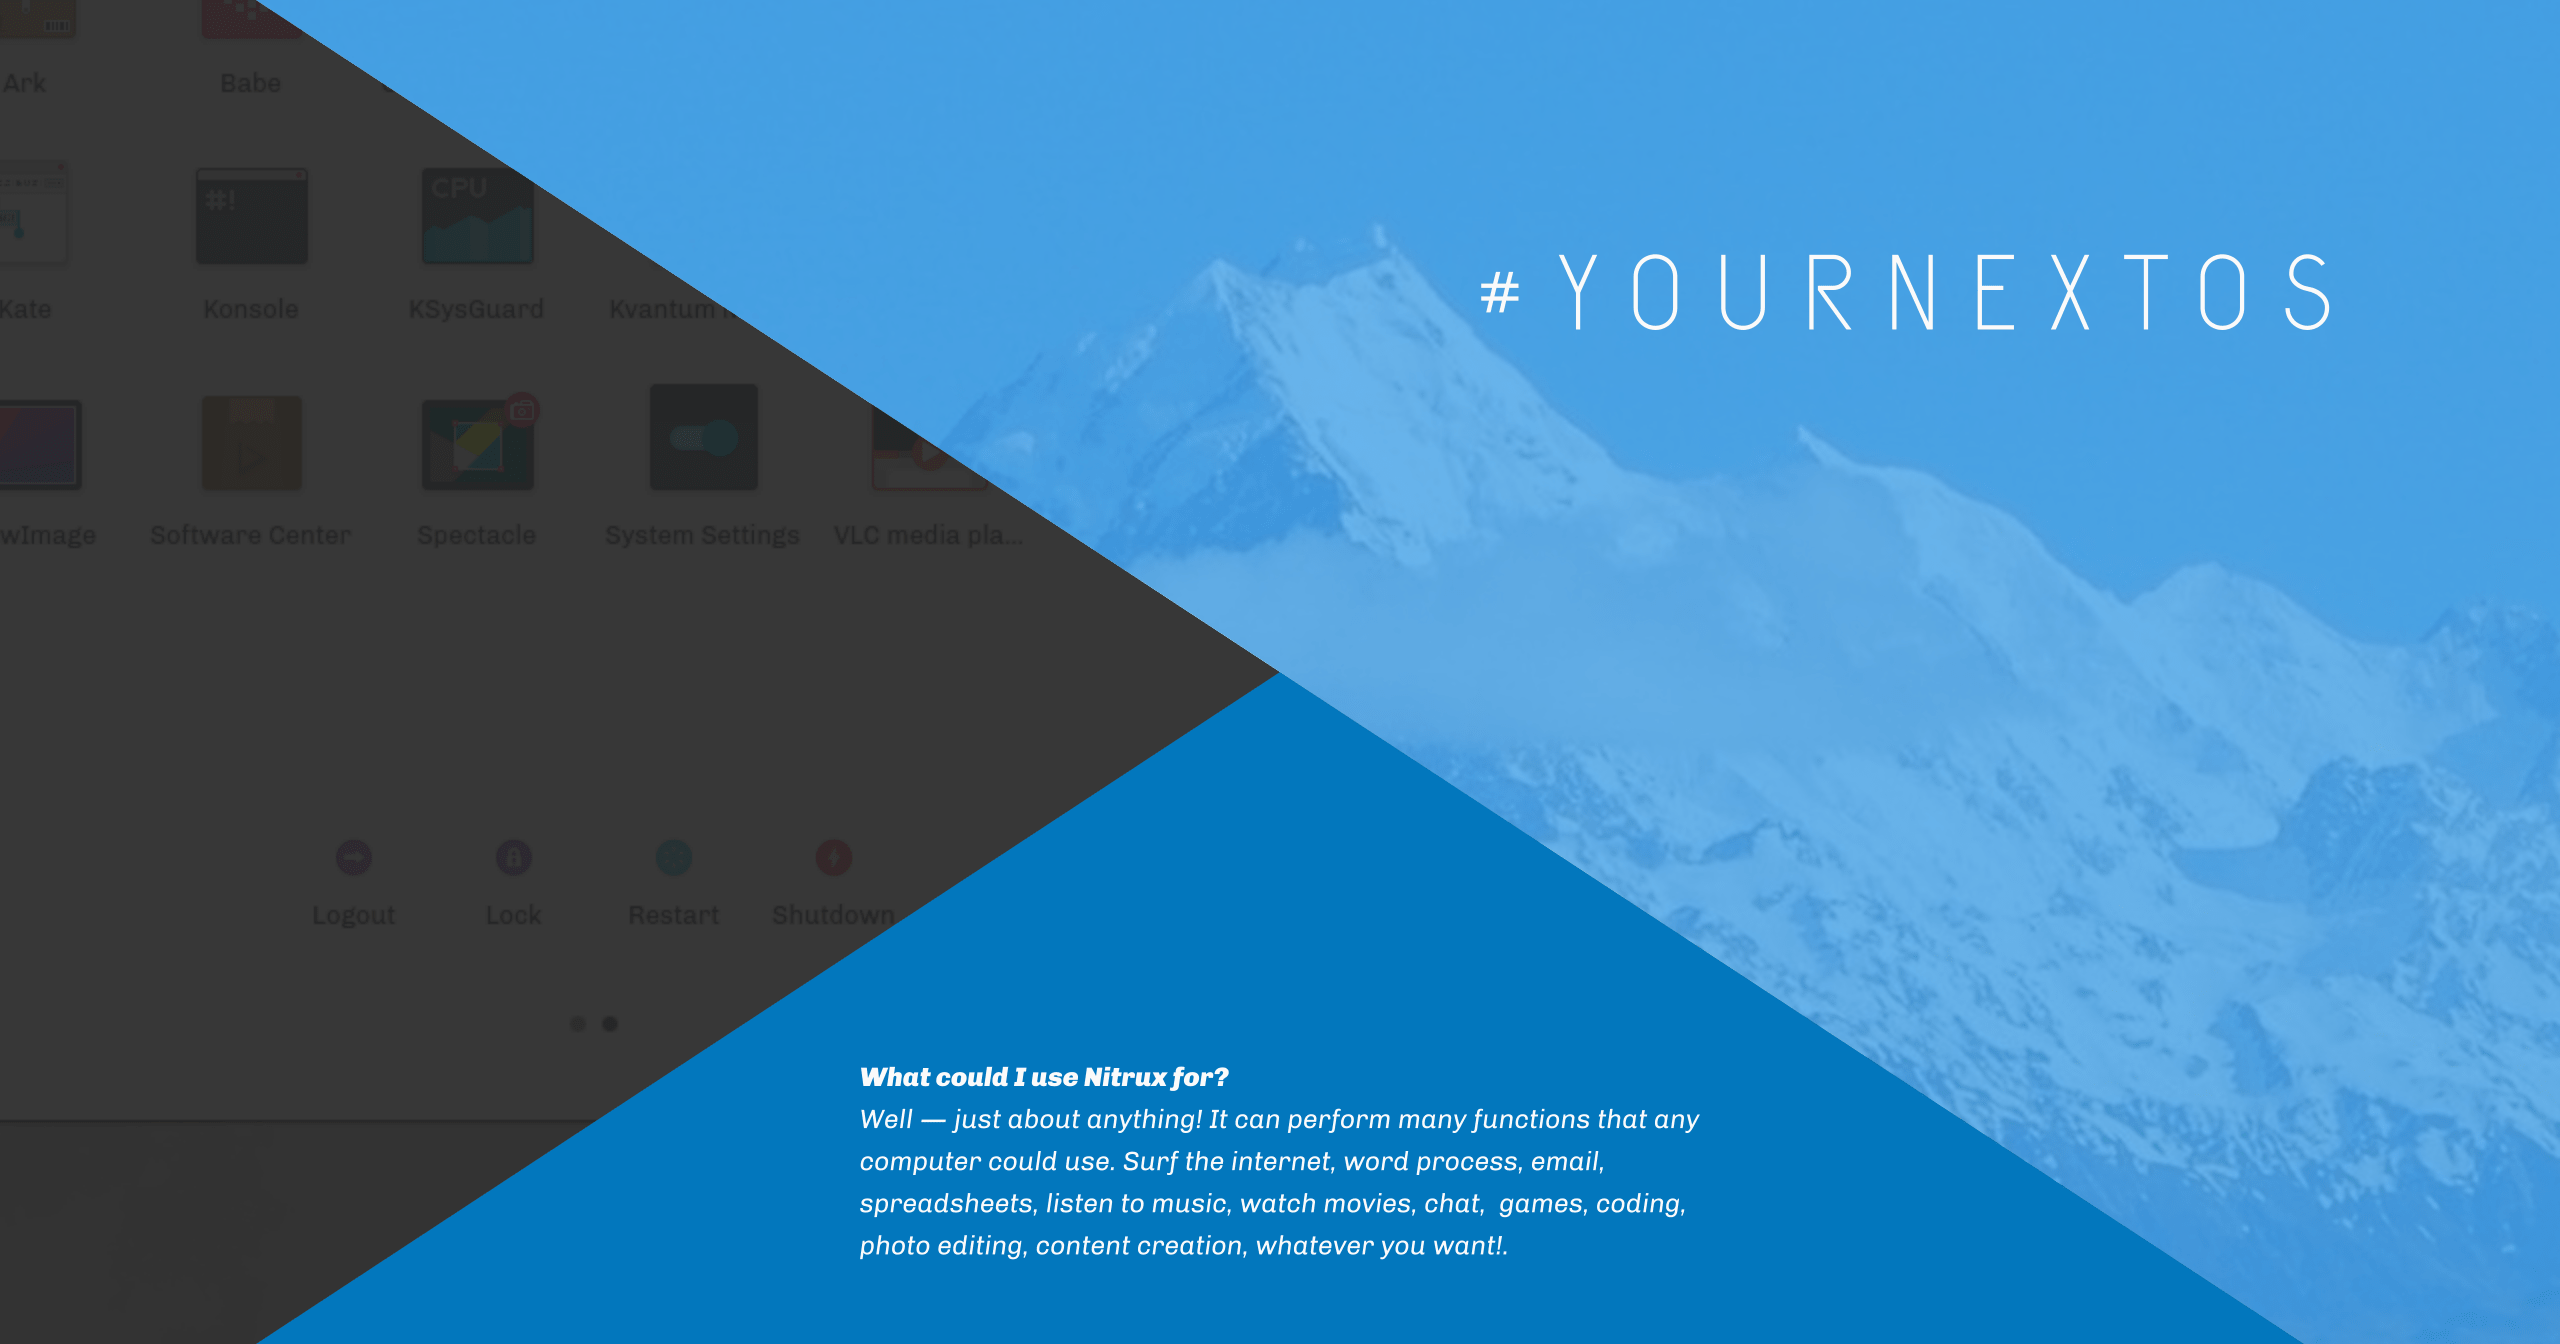 Ark
Babe
#YOURNEXTOS
#!
CPU
Kate
Konsole
KSysGuard
Kvantum
wImage
Software Center
Spectacle
System Settings
VLC media pla...
Logout
Lock
Restart
Shutdown
What could I use Nitrux for?
Well — just about anything! It can perform many functions that any
computer could use. Surf the internet, word process, email,
spreadsheets, listen to music, watch movies, chat,  games, coding,
photo editing, content creation, whatever you want!.